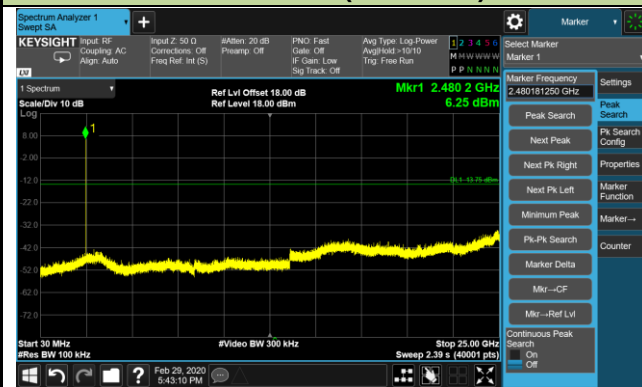 Spectrum Analyzer 1
Swept SA
Marker
KEYSIGHT
Input: RF
Coupling: AC
Align: Auto
Input Z: 50 Ω
Corrections: Off
Freq Ref: Int (S)
#Atten: 20 dB
Preamp: Off
PNO: Fast
Gate: Off
IF Gain: Low
Sig Track: Off
Avg Type: Log-Power
Avg|Hold:>10/10
Trig: Free Run
1 2 3 4 5 6
M W W W W W
P P N N N N
LXI
Select Marker
Marker 1
1 Spectrum
Scale/Div 10 dB
Log
Ref Lvl Offset 18.00 dB
Ref Level 18.00 dBm
Mkr1 2.480 2 GHz
6.25 dBm
1
8.00
-2.00
-12.0
-22.0
-32.0
-42.0
-52.0
-62.0
-72.0
DL1 -13.75 dBm
Start 30 MHz
#Res BW 100 kHz
#Video BW 300 kHz
Stop 25.00 GHz
Sweep 2.39 s (40001 pts)
Marker Frequency
2.480181250 GHz
Peak Search
Next Peak
Next Pk Right
Next Pk Left
Minimum Peak
Pk-Pk Search
Marker Delta
Mkr→CF
Mkr→Ref Lvl
Continuous Peak
Search
On
Off
Settings
Peak
Search
Pk Search
Config
Properties
Marker
Function
Marker→
Counter
Feb 29, 2020
5:43:10 PM